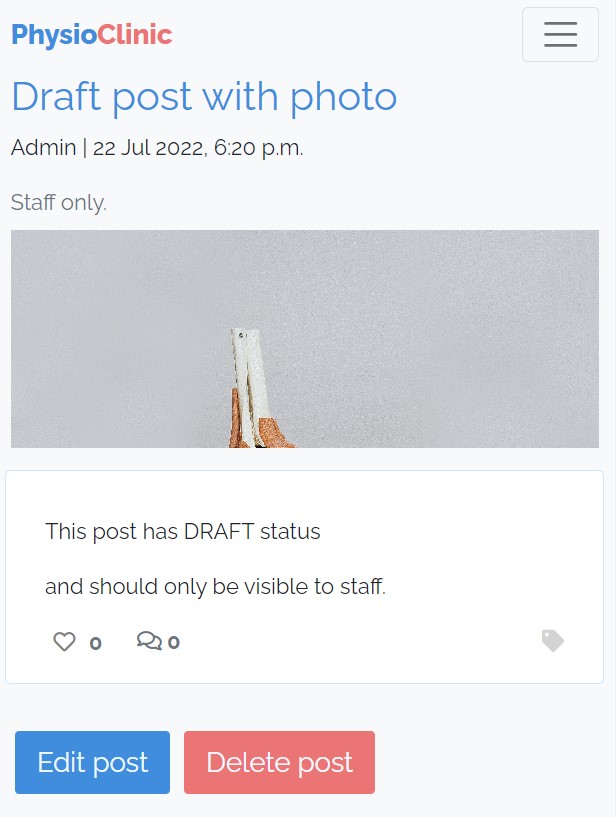 PhysioClinic
Draft post with photo
Admin | 22 Jul 2022, 6:20 p.m.
Staff only.
This post has DRAFT status
and should only be visible to staff.
0 0
Edit post Delete post